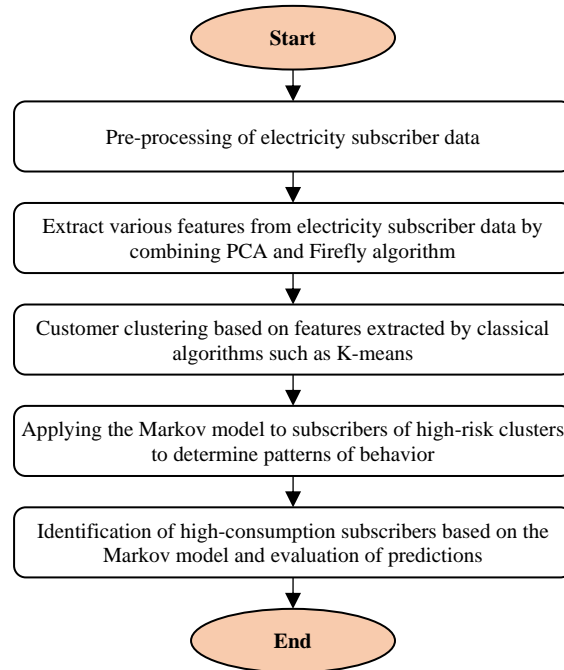 Start
Pre-processing of electricity subscriber data
Extract various features from electricity subscriber data by
combining PCA and Firefly algorithm
Customer clustering based on features extracted by classical
algorithms such as K-means
Applying the Markov model to subscribers of high-risk clusters
to determine patterns of behavior
Identification of high-consumption subscribers based on the
Markov model and evaluation of predictions
End